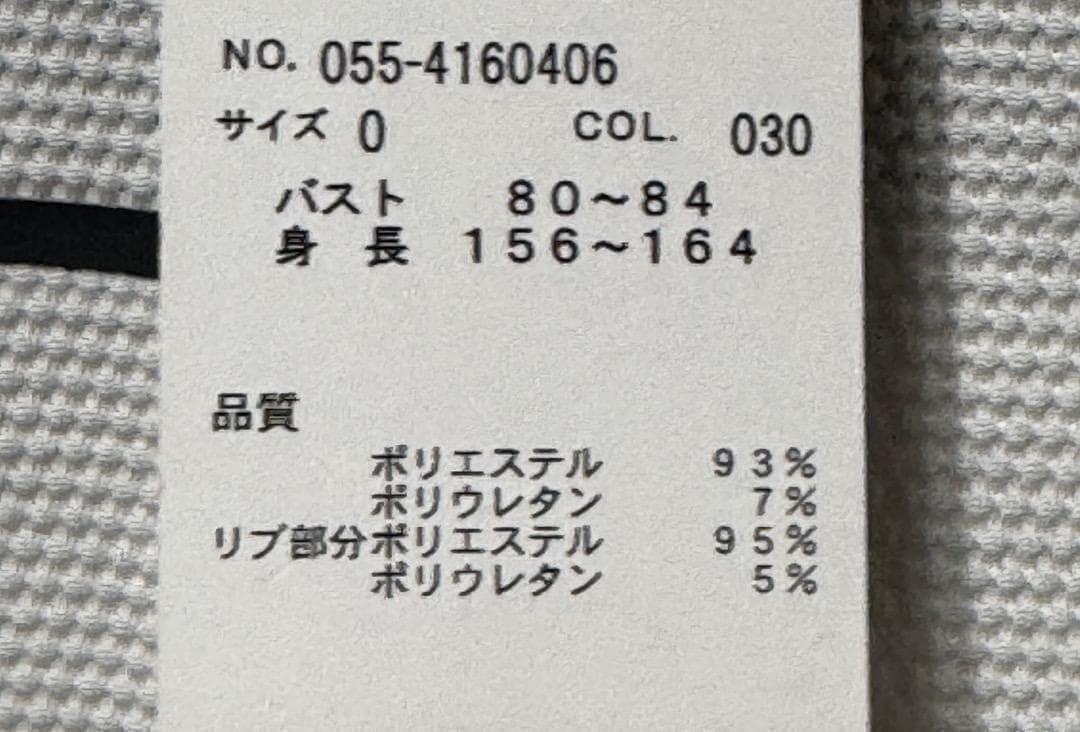 NO. 055-4160406
サイズ 0 COL. 030
バスト 80～84
身 長 156～164
品質
ポリエステル 93%
ポリウレタン 7%
リブ部分ポリエステル 95%
ポリウレタン 5%